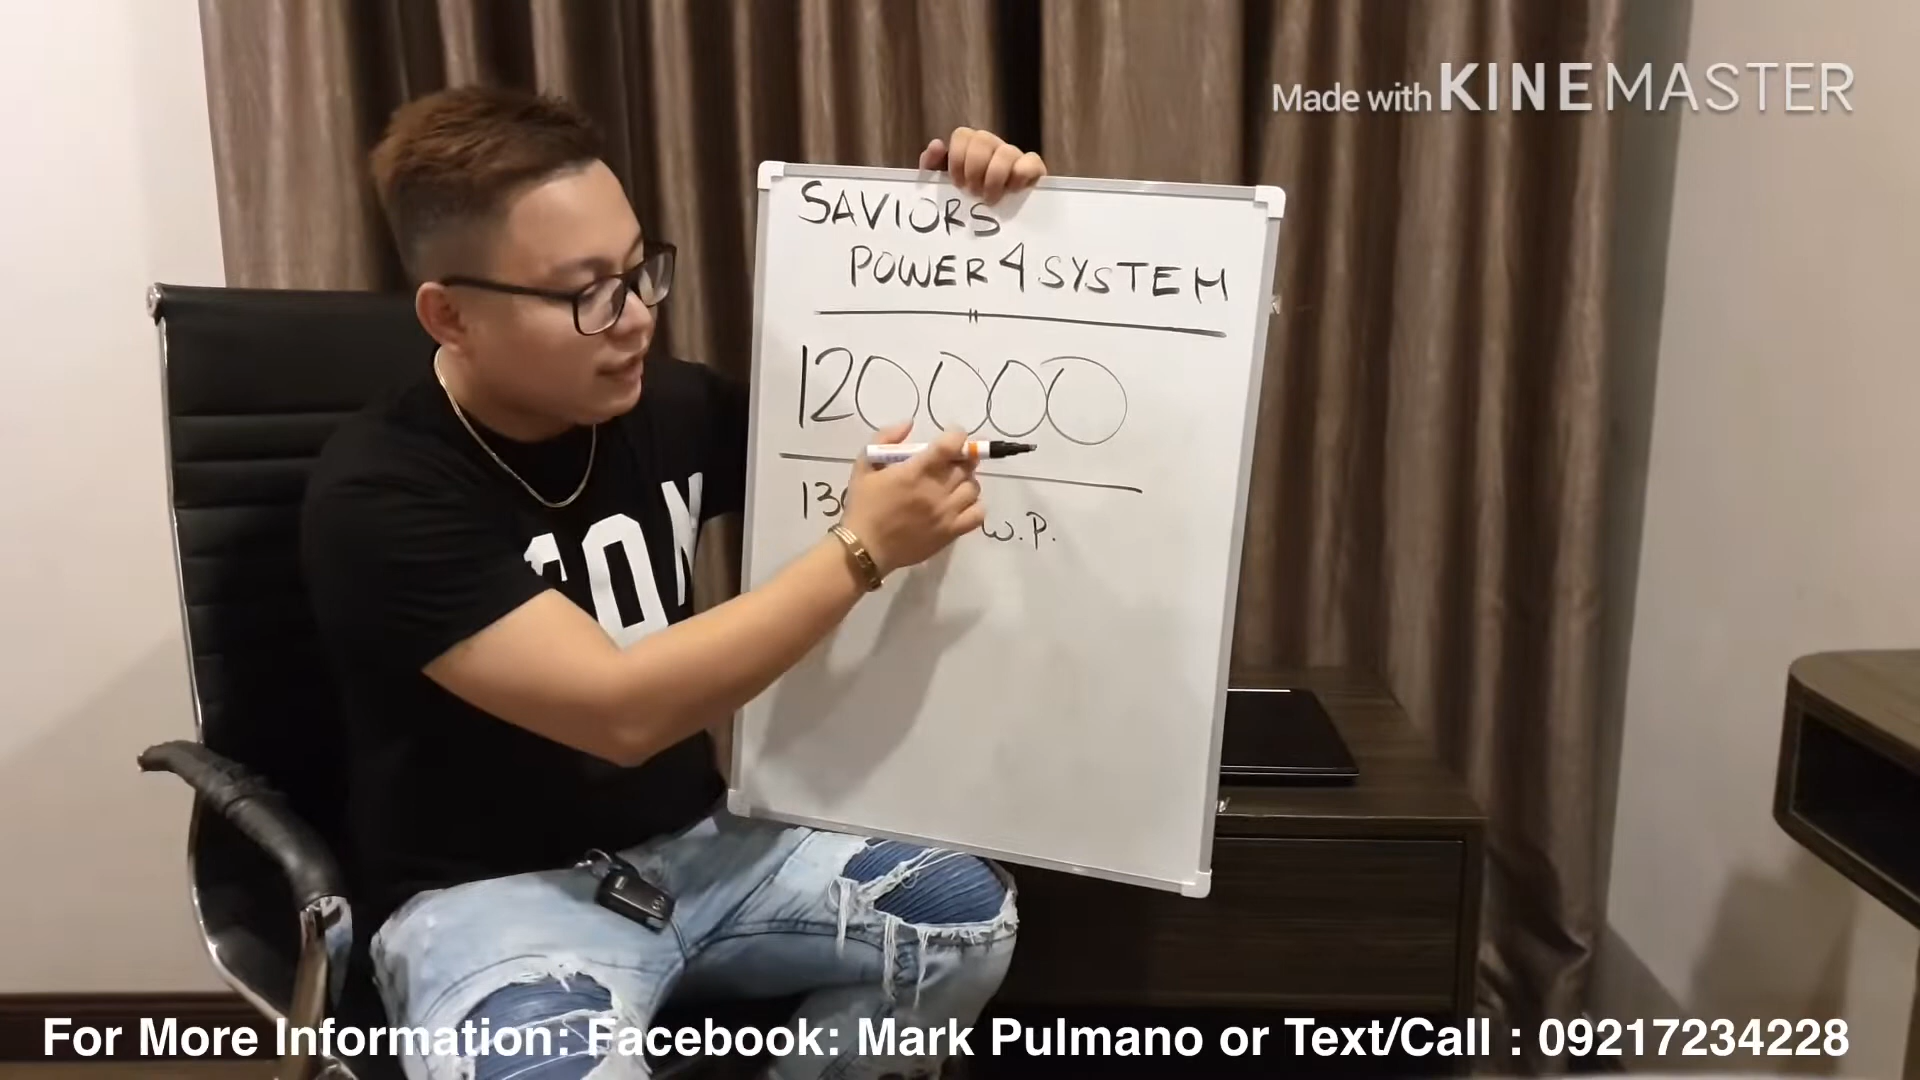 Made with KINEMASTER
SAVIORS
POWER 4 SYSTEM
120000
W.P.
For More Information: Facebook: Mark Pulmano or Text/Call : 09217234228